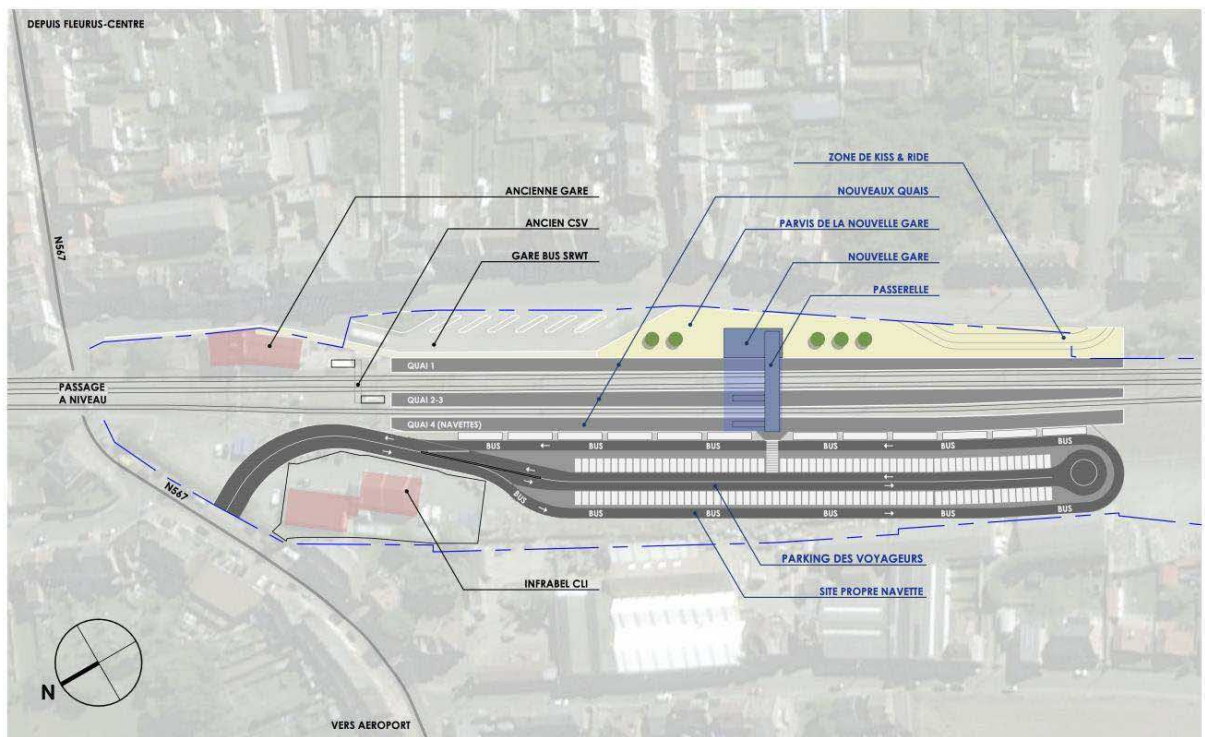 DEPUIS FLEURUS-CENTRE
ZONE DE KISS & RIDE
ANCIENNE GARE
NOUVEAUX QUAIS
ANCIEN CSV
PARVIS DE LA NOUVELLE GARE
GARE BUS SRWT
NOUVELLE GARE
N567
PASSERELLE
QUAI 1
PASSAGE
A NIVEAU
QUAI 2-3
QUAI 4 (NAVETTES)
BUS BUS BUS BUS BUS BUS
N567
BUS
BUS BUS BUS BUS BUS
PARKING DES VOYAGEURS
INFRABEL CLI
SITE PROPRE NAVETTE
N
VERS AEROPORT